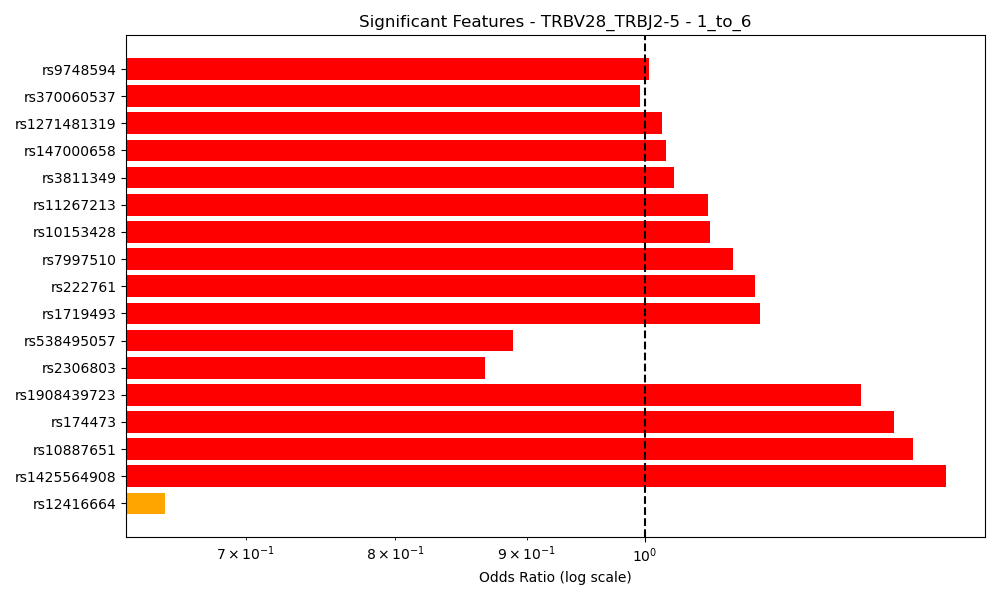 Significant Features - TRBV28_TRBJ2-5 - 1_to_6
rs9748594
rs370060537
rs1271481319
rs147000658
rs3811349
rs11267213
rs10153428
rs7997510
rs222761
rs1719493
rs538495057
rs2306803
rs1908439723
rs174473
rs10887651
rs1425564908
rs12416664
7 × 10⁻¹ 8 × 10⁻¹ 9 × 10⁻¹ 10⁰
Odds Ratio (log scale)